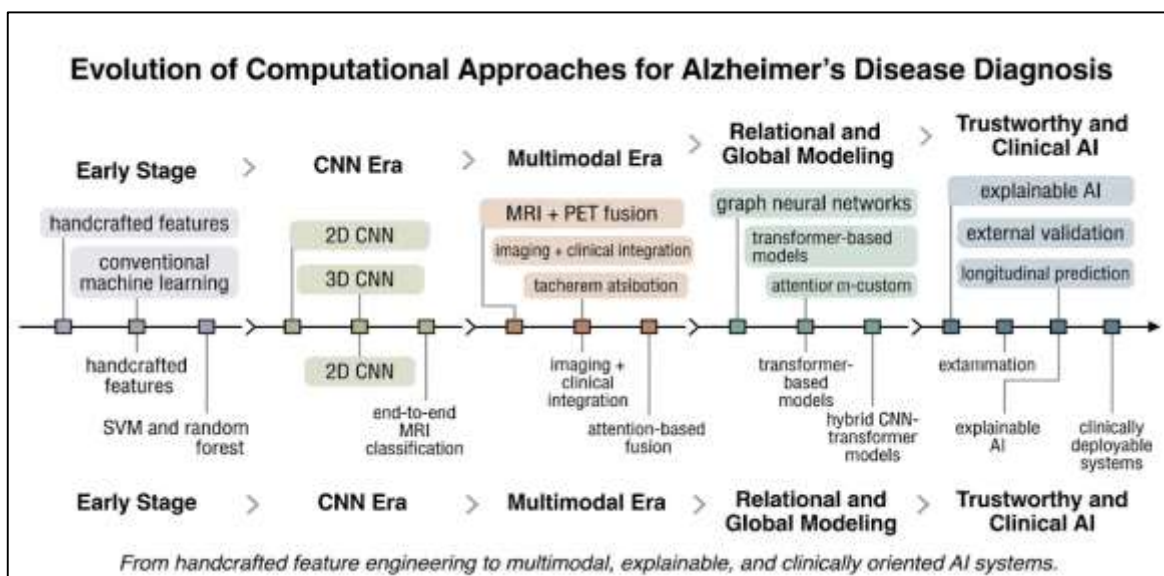 Evolution of Computational Approaches for Alzheimer's Disease Diagnosis
Early Stage
CNN Era
Multimodal Era
Relational and
Global Modeling
Trustworthy and
Clinical AI
handcrafted features
conventional
machine learning
2D CNN
3D CNN
MRI + PET fusion
imaging + clinical integration
tacherem atsibotion
graph neural networks
transformer-based
models
attentior m-custom
explainable AI
external validation
longitudinal prediction
handcrafted
features
SVM and random
forest
2D CNN
end-to-end
MRI
classification
imaging +
clinical
integration
attention-based
fusion
transformer-
based models
hybrid CNN-
transformer
models
extammation
explainable
AI
clinically
deployable
systems
Early Stage
CNN Era
Multimodal Era
Relational and
Global Modeling
Trustworthy and
Clinical AI
From handcrafted feature engineering to multimodal, explainable, and clinically oriented AI systems.